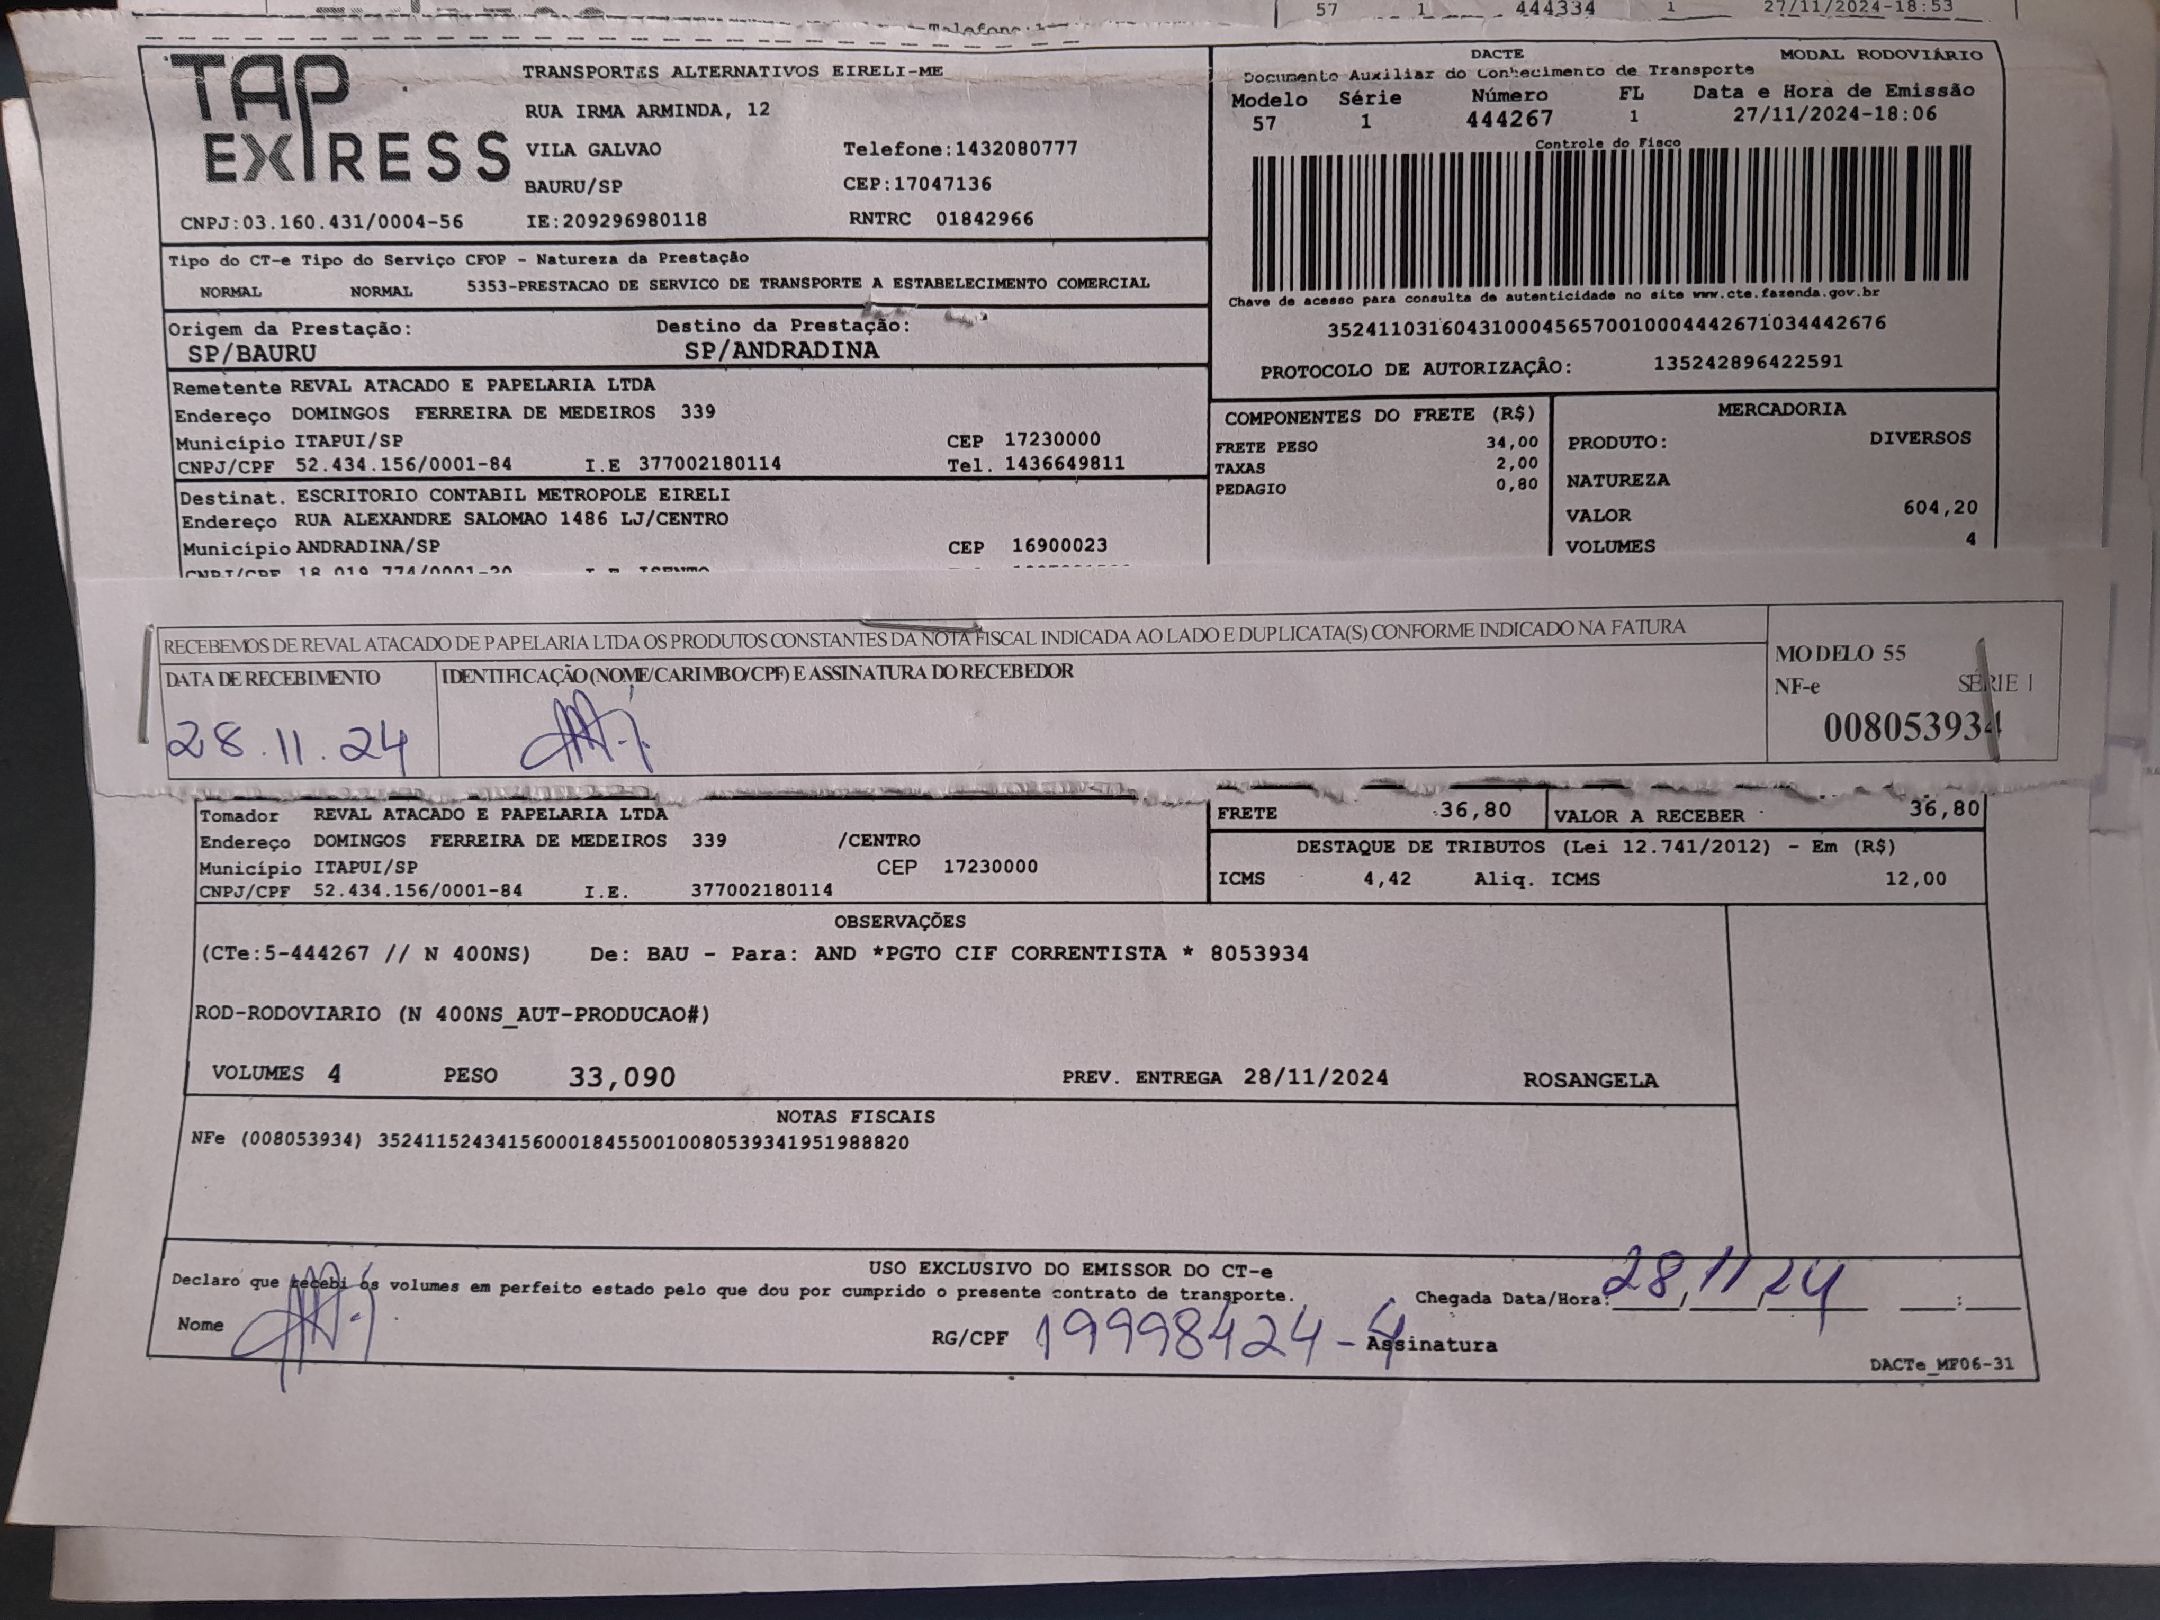 57 1 444334 1 27/11/2024-18:53
TAP EXPRESS
TRANSPORTES ALTERNATIVOS EIRELI-ME
RUA IRMA ARMINDA, 12
VILA GALVAO Telefone:1432080777
BAURU/SP CEP:17047136
CNPJ:03.160.431/0004-56 IE:209296980118 RNTRC 01842966
DACTE MODAL RODOVIÁRIO
Documento Auxiliar do Conhecimento de Transporte
Modelo Série Número FL Data e Hora de Emissão
57 1 444267 1 27/11/2024-18:06
Controle do Fisco
Chave de acesso para consulta de autenticidade no site www.cte.fazenda.gov.br
35241103160431000456570010004442671034442676
PROTOCOLO DE AUTORIZAÇÂO: 135242896422591
Tipo do CT-e Tipo do Serviço CFOP - Natureza da Prestação
NORMAL NORMAL 5353-PRESTACAO DE SERVICO DE TRANSPORTE A ESTABELECIMENTO COMERCIAL
Origem da Prestação: Destino da Prestação:
SP/BAURU SP/ANDRADINA
Remetente REVAL ATACADO E PAPELARIA LTDA
Endereço DOMINGOS FERREIRA DE MEDEIROS 339
Município ITAPUI/SP CEP 17230000
CNPJ/CPF 52.434.156/0001-84 I.E 377002180114 Tel. 1436649811
Destinat. ESCRITORIO CONTABIL METROPOLE EIRELI
Endereço RUA ALEXANDRE SALOMAO 1486 LJ/CENTRO
Município ANDRADINA/SP CEP 16900023
CNPJ/CPF 18.019.774/0001-20 I.E ISENTO
COMPONENTES DO FRETE (R$)
FRETE PESO 34,00
TAXAS 2,00
PEDAGIO 0,80
MERCADORIA
PRODUTO: DIVERSOS
NATUREZA
VALOR 604,20
VOLUMES 4
RECEBEMOS DE REVAL ATACADO DE PAPELARIA LTDA OS PRODUTOS CONSTANTES DA NOTA FISCAL INDICADA AO LADO E DUPLICATA(S) CONFORME INDICADO NA FATURA
DATA DE RECEBIMENTO IDENTIFICAÇÃO (NOME/CARIMBO/CPF) E ASSINATURA DO RECEBEDOR
28.11.24
MODELO 55
NF-e SÉRIE 1
008053934
Tomador REVAL ATACADO E PAPELARIA LTDA
Endereço DOMINGOS FERREIRA DE MEDEIROS 339 /CENTRO
Município ITAPUI/SP CEP 17230000
CNPJ/CPF 52.434.156/0001-84 I.E. 377002180114
FRETE 36,80 VALOR A RECEBER 36,80
DESTAQUE DE TRIBUTOS (Lei 12.741/2012) - Em (R$)
ICMS 4,42 Aliq. ICMS 12,00
OBSERVAÇÕES
(CTe:5-444267 // N 400NS) De: BAU - Para: AND *PGTO CIF CORRENTISTA * 8053934
ROD-RODOVIARIO (N 400NS_AUT-PRODUCAO#)
VOLUMES 4 PESO 33,090 PREV. ENTREGA 28/11/2024 ROSANGELA
NOTAS FISCAIS
NFe (008053934) 35241152434156000184550010080539341951988820
USO EXCLUSIVO DO EMISSOR DO CT-e
Declaro que recebi os volumes em perfeito estado pelo que dou por cumprido o presente contrato de transporte.
Chegada Data/Hora: 28,11,24 :
Nome RG/CPF 19998424-4 Assinatura
DACTe_MF06-31